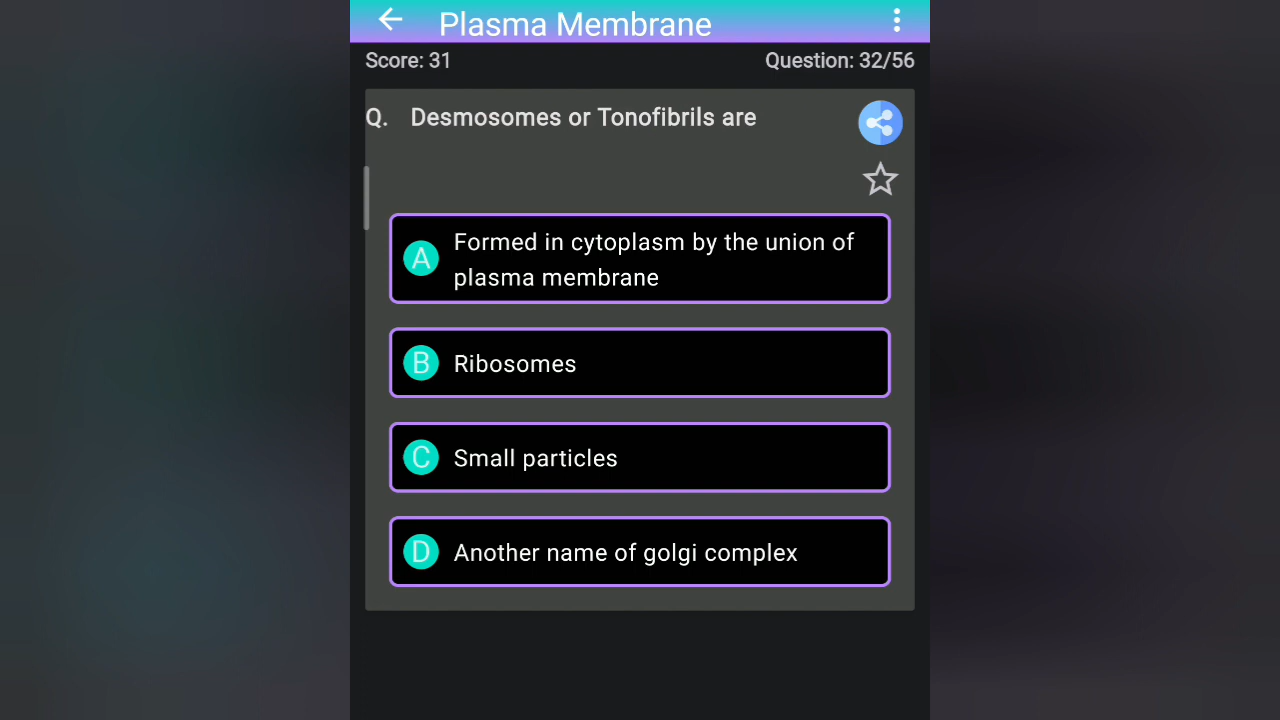 Plasma Membrane
Score: 31
Question: 32/56
Q. Desmosomes or Tonofibrils are
A Formed in cytoplasm by the union of
plasma membrane
B Ribosomes
C Small particles
D Another name of golgi complex